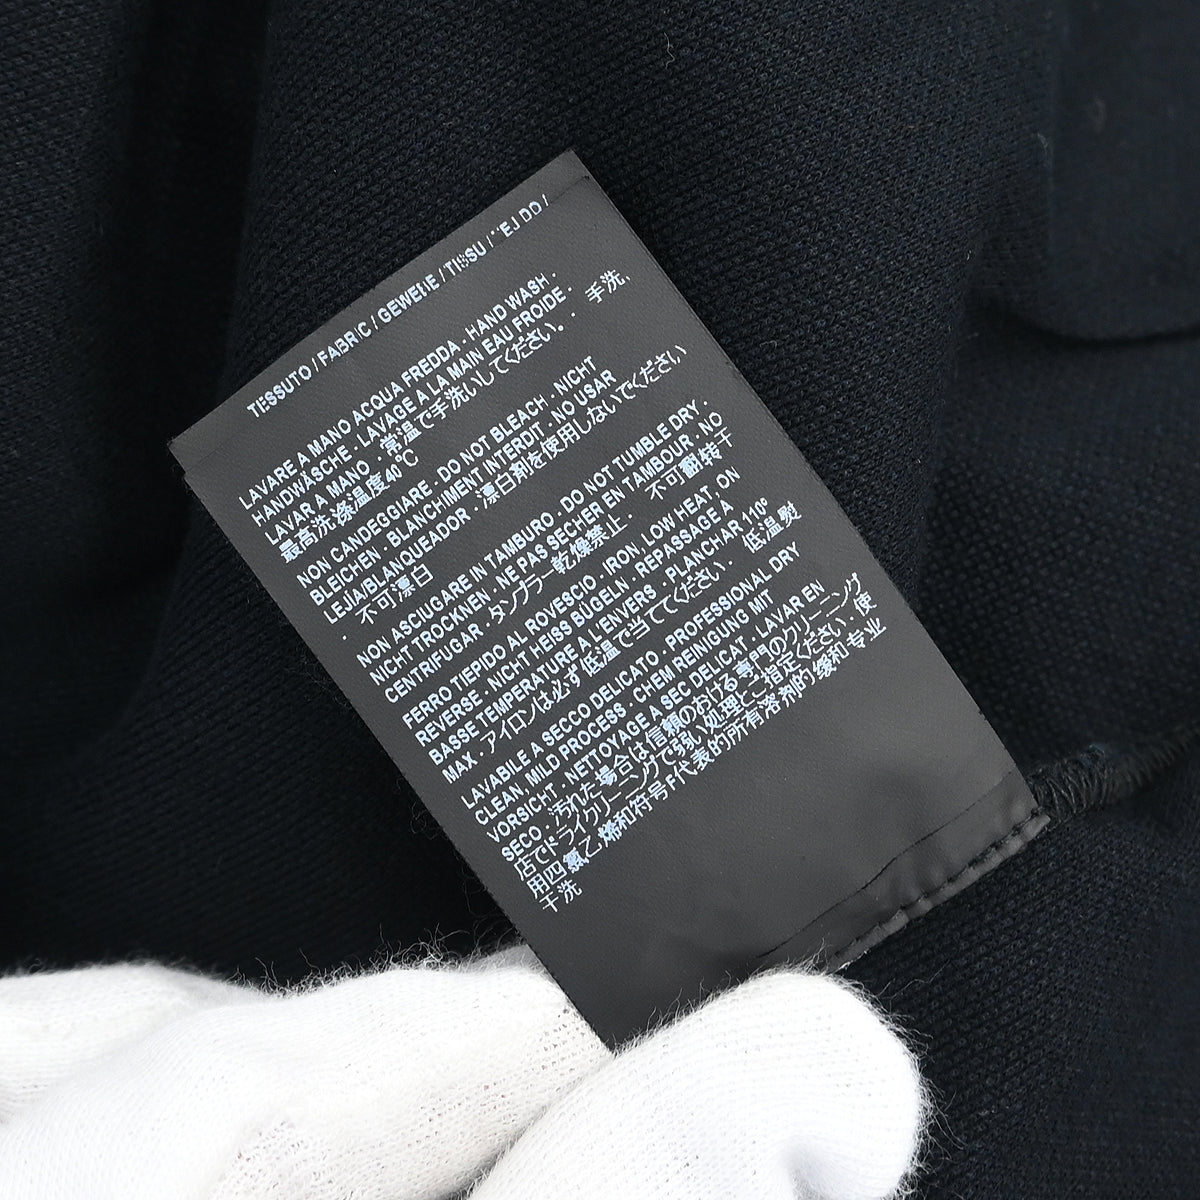 TESSUTO / FABRIC / GEWEBE / TISSU / TEJIDO /
LAVARE A MANO ACQUA FREDDA . HAND WASH .
HANDWÄSCHE . LAVAGE A LA MAIN EAU FROIDE .
LAVAR A MANO . 常温で手洗いしてください。. 手洗,
最高洗涤温度40°C
NON CANDEGGIARE . DO NOT BLEACH . NICHT
BLEICHEN . BLANCHIMENT INTERDIT . NO USAR
LEJIA/BLANQUEADOR . 漂白剤を使用しないでください
. 不可漂白
NON ASCIUGARE IN TAMBURO . DO NOT TUMBLE DRY .
NICHT TROCKNEN . NE PAS SECHER EN TAMBOUR . NO
CENTRIFUGAR . タンブラー乾燥禁止. 不可翻转干
FERRO TIEPIDO AL ROVESCIO . IRON, LOW HEAT, ON
REVERSE . NICHT HEISS BÜGELN . REPASSAGE À
BASSE TEMPERATURE A L'ENVERS . PLANCHAR 110°
MAX . アイロンは必ず低温で当ててください . 低温熨
LAVABILE A SECCO DELICATO . PROFESSIONAL DRY
CLEAN, MILD PROCESS . CHEM REINIGUNG MIT
VORSICHT . NETTOYAGE A SEC DELICAT . LAVAR EN
SECO . 汚れた場合は信頼のおける専門のクリーニング
店でドライクリーニングで弱い処理とご指定ください . 使
用四氯乙烯和符号F代表的所有溶剂的缓和专业
干洗